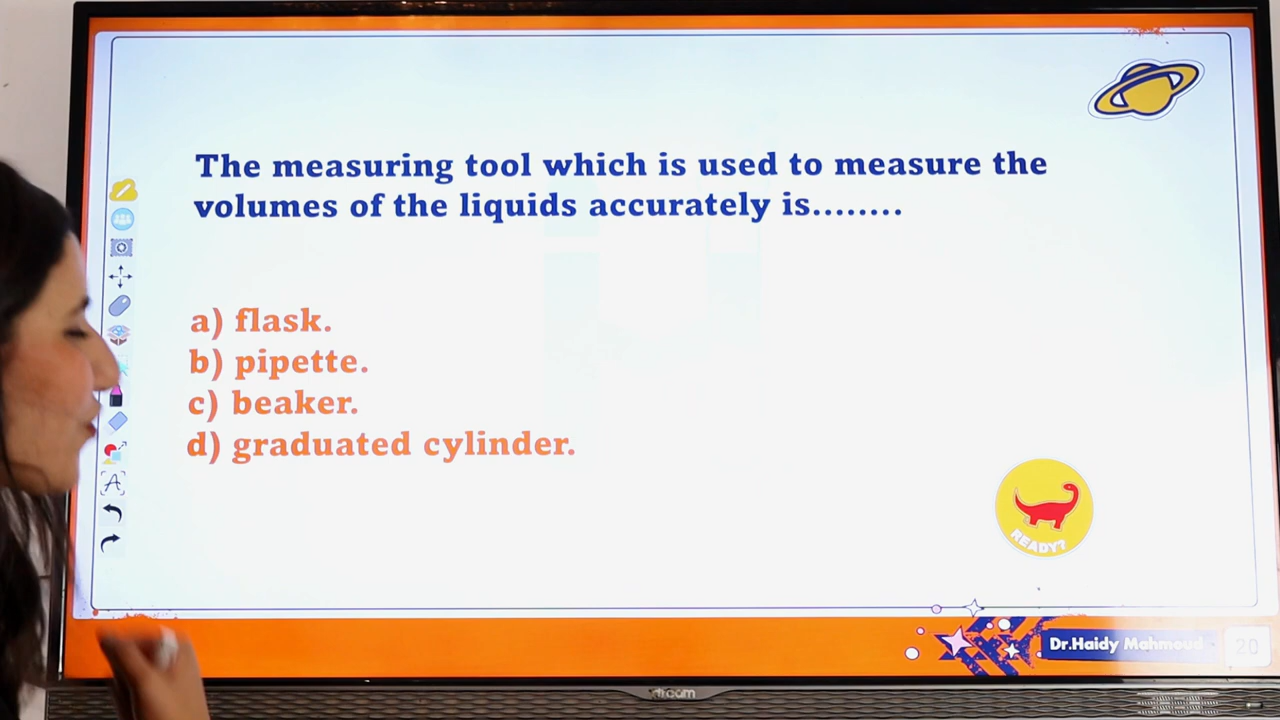 The measuring tool which is used to measure the
volumes of the liquids accurately is........
a) flask.
b) pipette.
c) beaker.
d) graduated cylinder.
READY?
Dr.Haidy Mahmoud
20